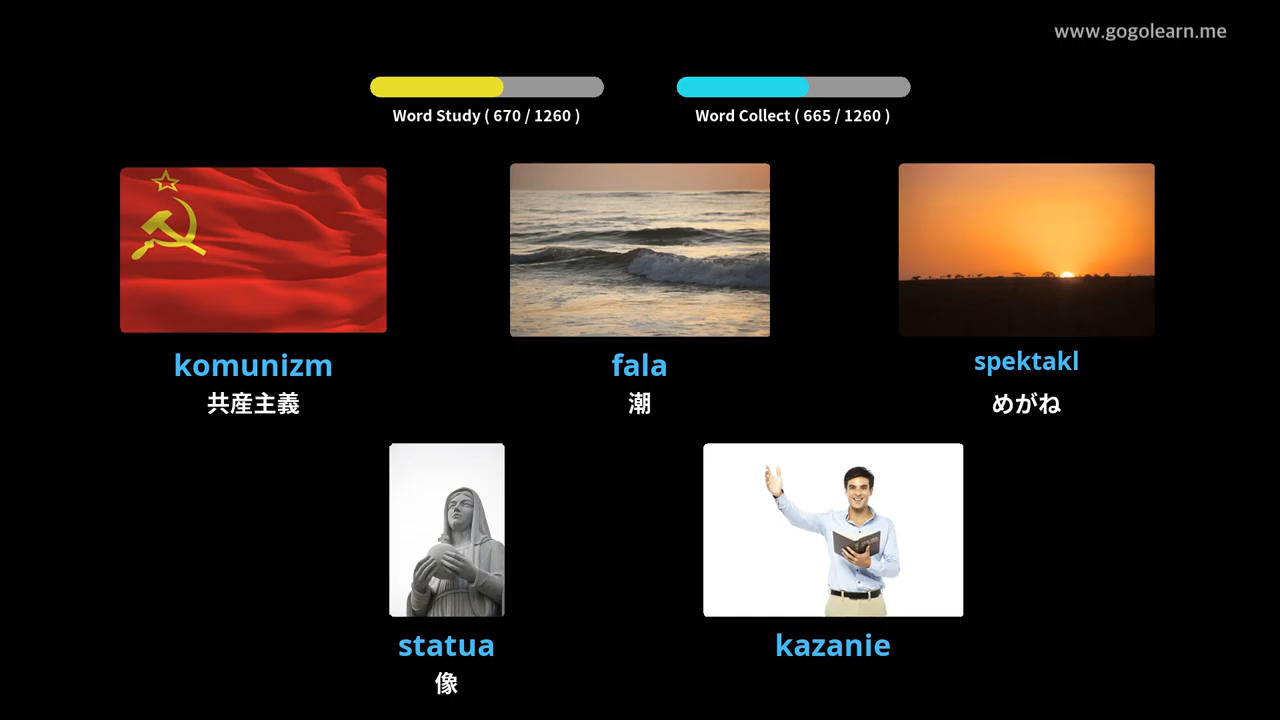 www.gogolearn.me
Word Study ( 670 / 1260 )
Word Collect ( 665 / 1260 )
komunizm
共産主義
fala
潮
spektakl
めがね
statua
像
kazanie